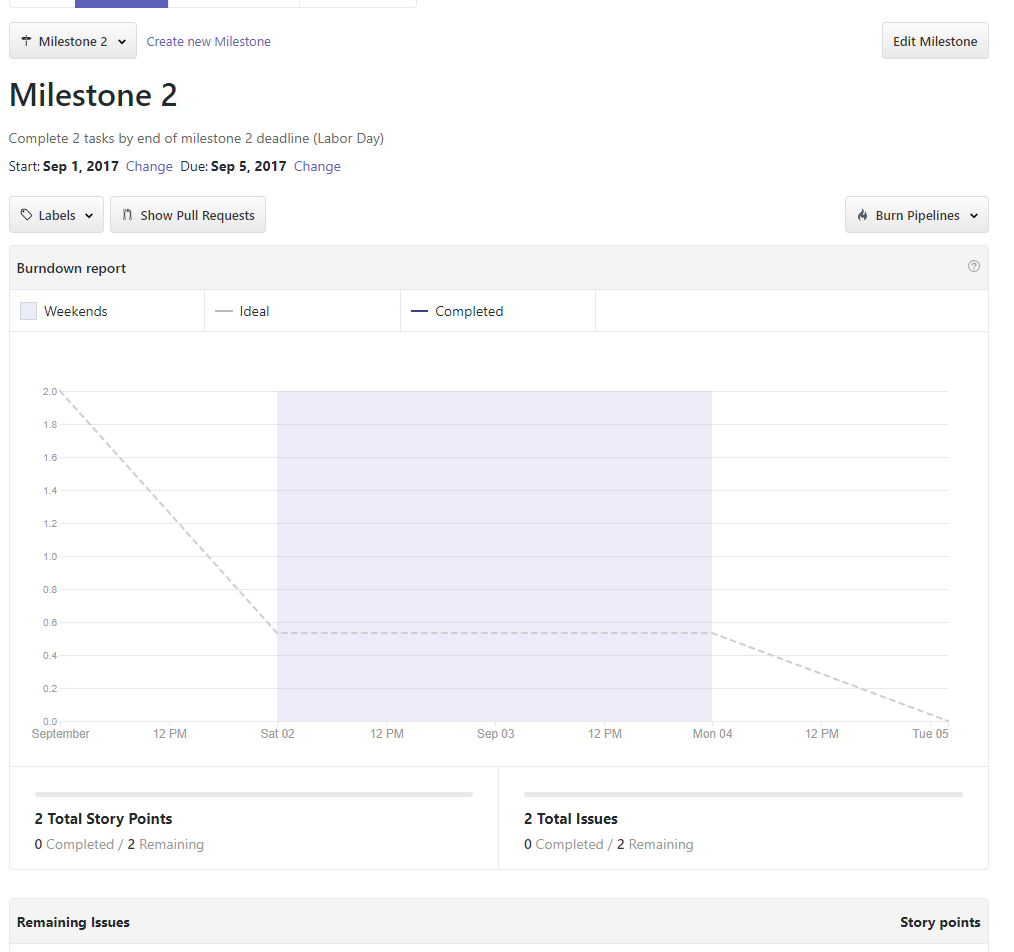 Milestone 2 Create new Milestone Edit Milestone
Milestone 2
Complete 2 tasks by end of milestone 2 deadline (Labor Day)
Start: Sep 1, 2017 Change Due: Sep 5, 2017 Change
Labels Show Pull Requests Burn Pipelines
Burndown report
Weekends Ideal Completed
2.0
1.8
1.6
1.4
1.2
1.0
0.8
0.6
0.4
0.2
0.0
September 12 PM Sat 02 12 PM Sep 03 12 PM Mon 04 12 PM Tue 05
2 Total Story Points
0 Completed / 2 Remaining
2 Total Issues
0 Completed / 2 Remaining
Remaining Issues Story points